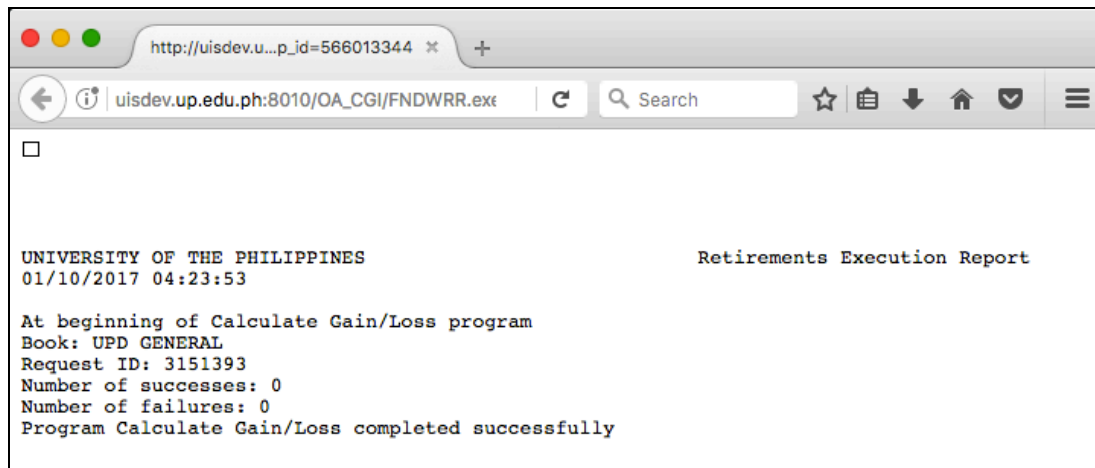 http://uisdev.u...p_id=566013344
uisdev.up.edu.ph:8010/OA_CGI/FNDWRR.exe
Search
UNIVERSITY OF THE PHILIPPINES Retirements Execution Report
01/10/2017 04:23:53
At beginning of Calculate Gain/Loss program
Book: UPD GENERAL
Request ID: 3151393
Number of successes: 0
Number of failures: 0
Program Calculate Gain/Loss completed successfully